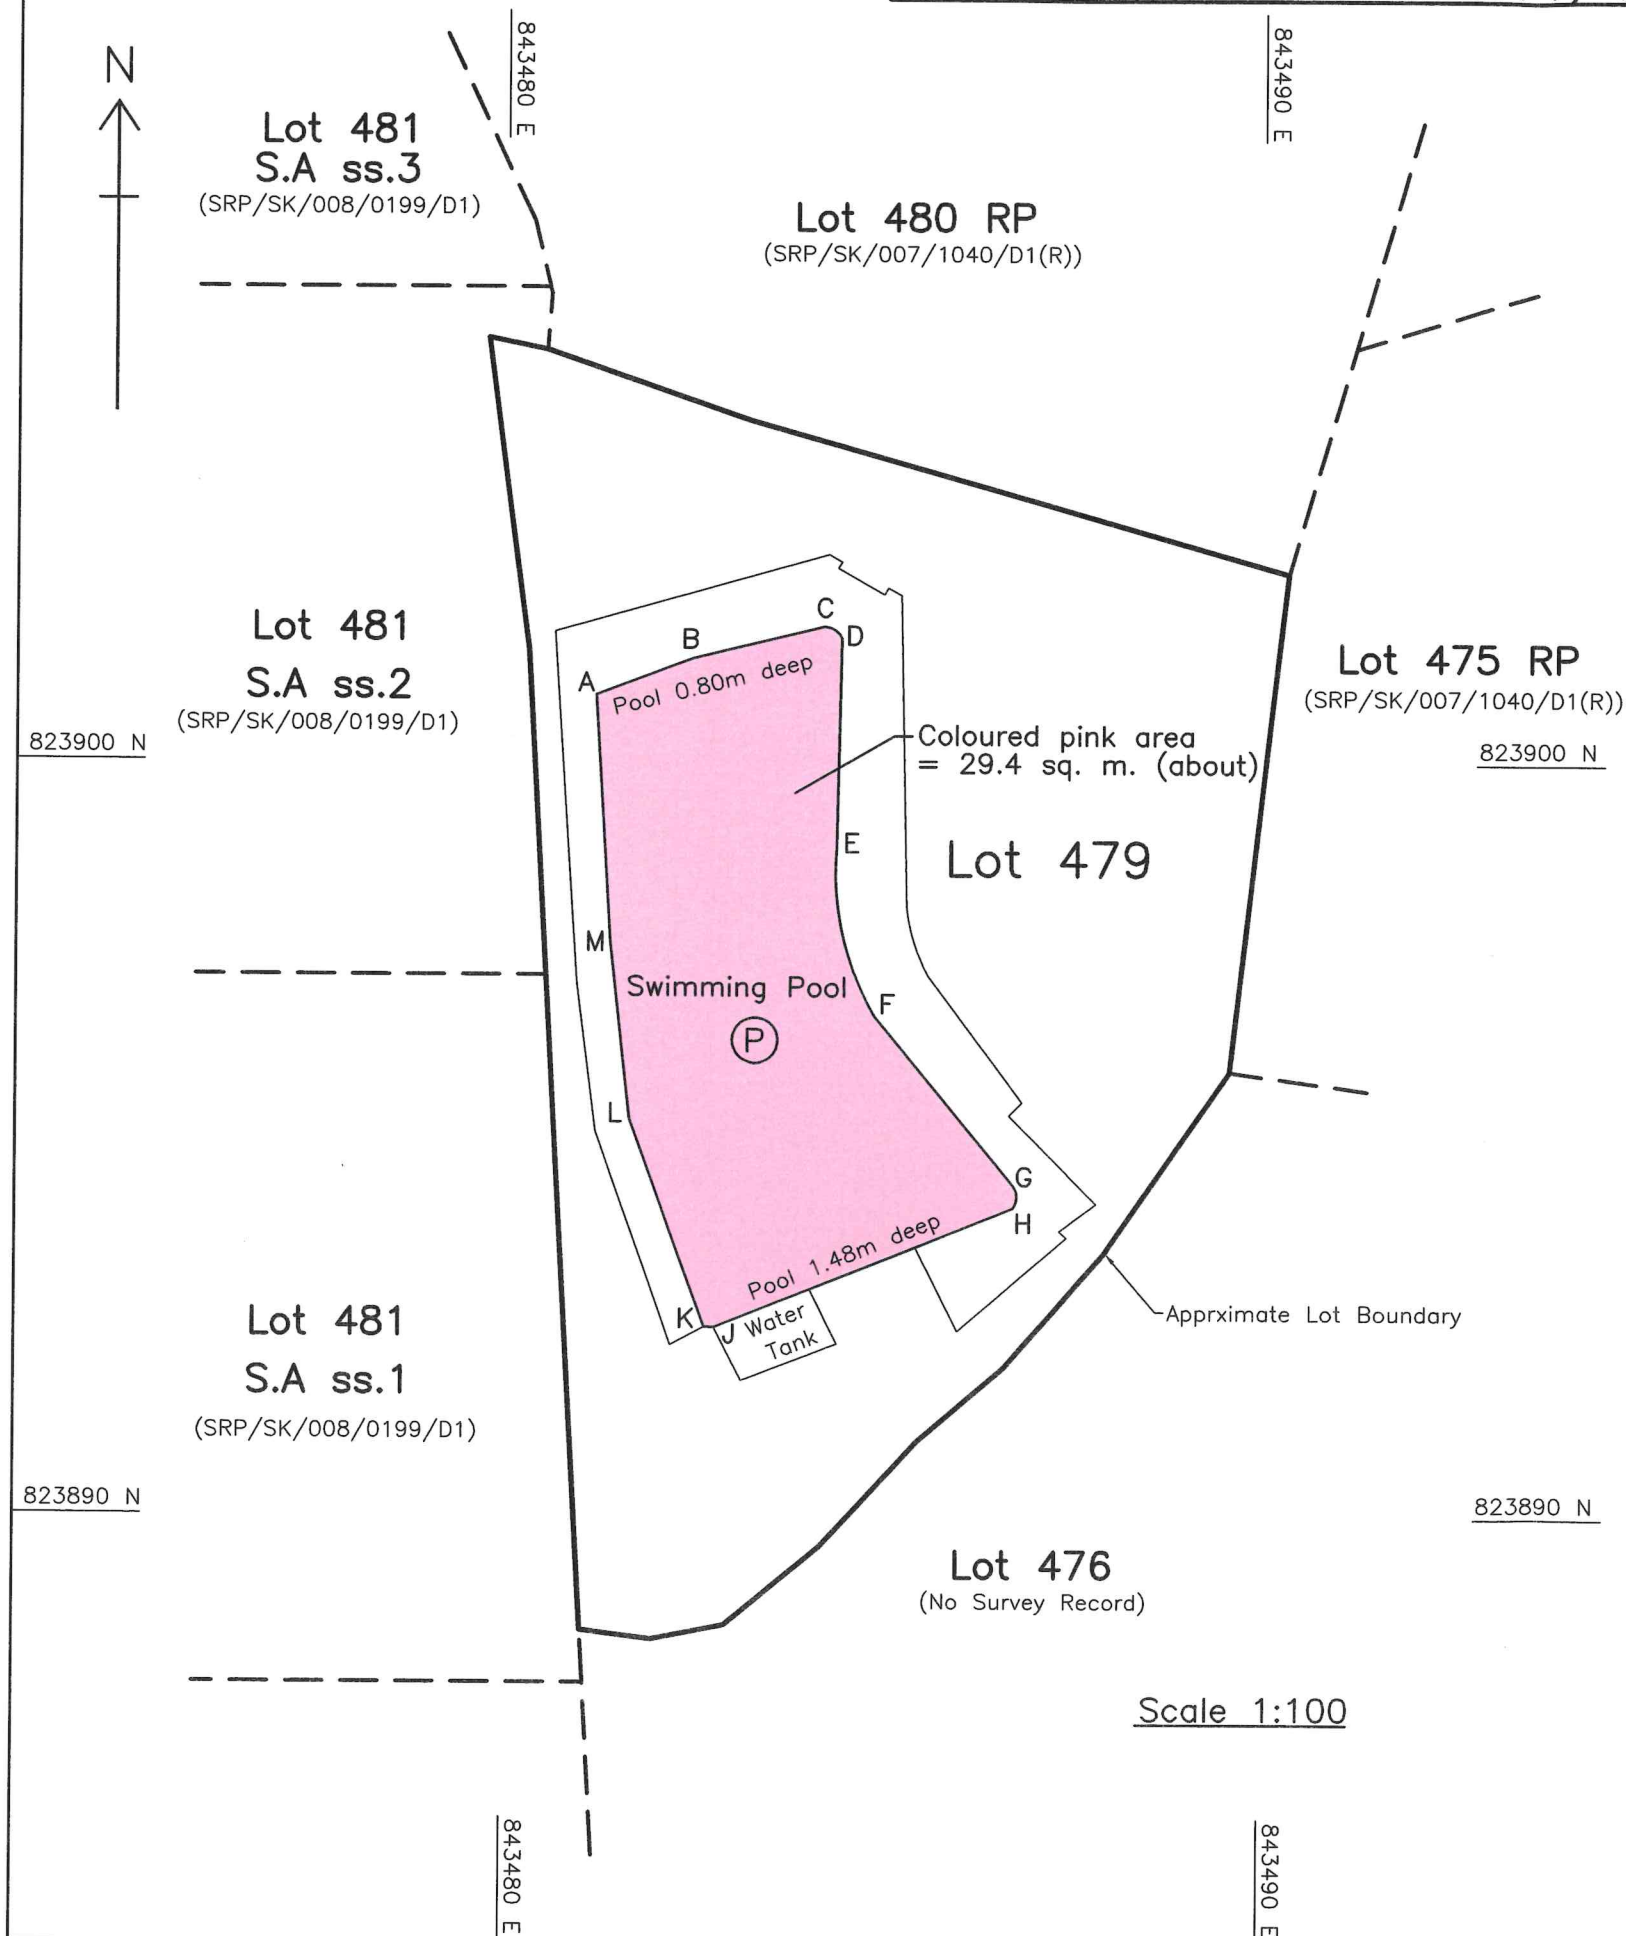 N
843480 E
843490 E
Lot 481
S.A ss.3
(SRP/SK/008/0199/D1)
Lot 480 RP
(SRP/SK/007/1040/D1(R))
Lot 481
S.A ss.2
(SRP/SK/008/0199/D1)
823900 N
A
B
C
D
Pool 0.80m deep
Coloured pink area
= 29.4 sq. m. (about)
Lot 475 RP
(SRP/SK/007/1040/D1(R))
823900 N
E
Lot 479
M
Swimming Pool
P
F
L
G
H
Pool 1.48m deep
K
J
Water
Tank
Apprximate Lot Boundary
Lot 481
S.A ss.1
(SRP/SK/008/0199/D1)
823890 N
823890 N
Lot 476
(No Survey Record)
Scale 1:100
843480 E
843490 E